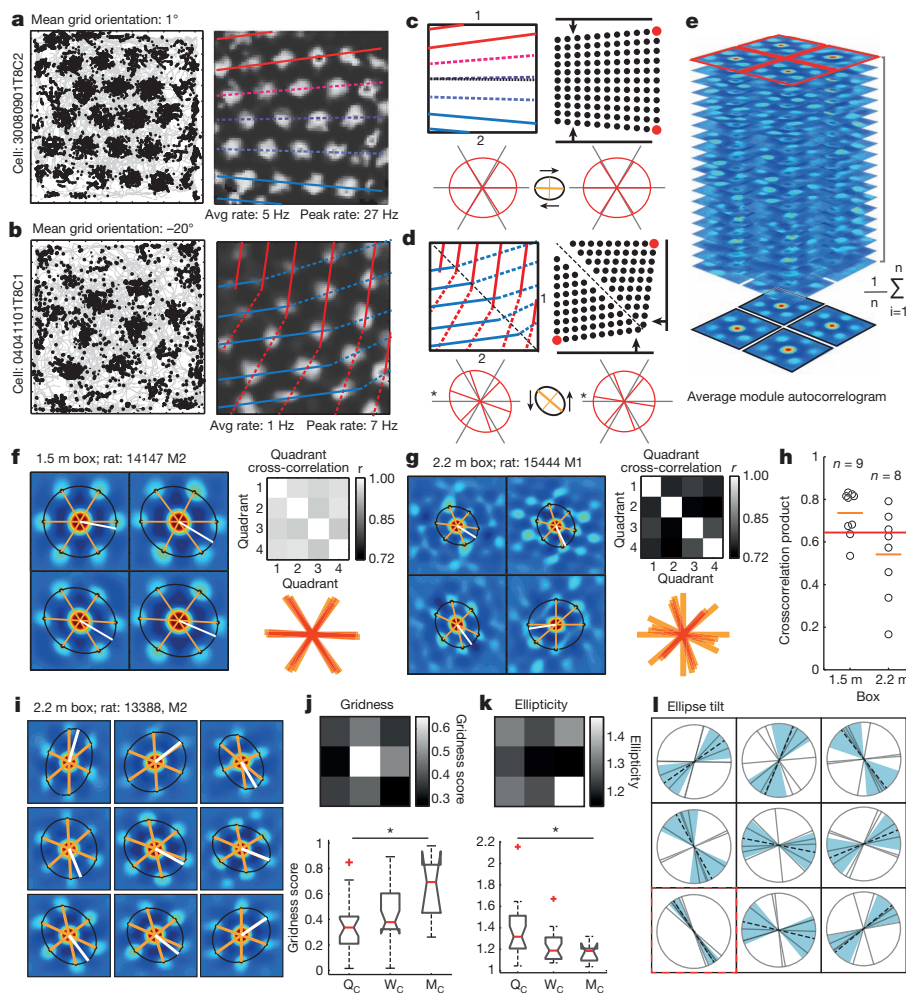 a Mean grid orientation: 1°
Cell: 30080901T8C2
Avg rate: 5 Hz Peak rate: 27 Hz
b Mean grid orientation: –20°
Cell: 04041101T8C1
Avg rate: 1 Hz Peak rate: 7 Hz
c
1
2
d
1
2
*
*
e
1/n
n
∑
i=1
Average module autocorrelogram
f 1.5 m box; rat: 14147 M2
Quadrant
cross-correlation r
Quadrant
1
2
3
4
1 2 3 4
Quadrant
1.00
0.85
0.72
g 2.2 m box; rat: 15444 M1
Quadrant
cross-correlation r
Quadrant
1
2
3
4
1 2 3 4
Quadrant
1.00
0.85
0.72
h
n = 9
n = 8
Crosscorrelation product
1
0.8
0.6
0.4
0.2
0
1.5 m 2.2 m
Box
i 2.2 m box; rat: 13388, M2
j Gridness
Gridness score
0.6
0.5
0.4
0.3
*
Gridness score
1
0.8
0.6
0.4
0.2
0
QC WC MC
k Ellipticity
Ellipticity
1.4
1.3
1.2
*
2.2
2
1.8
1.6
1.4
1.2
1
QC WC MC
l Ellipse tilt